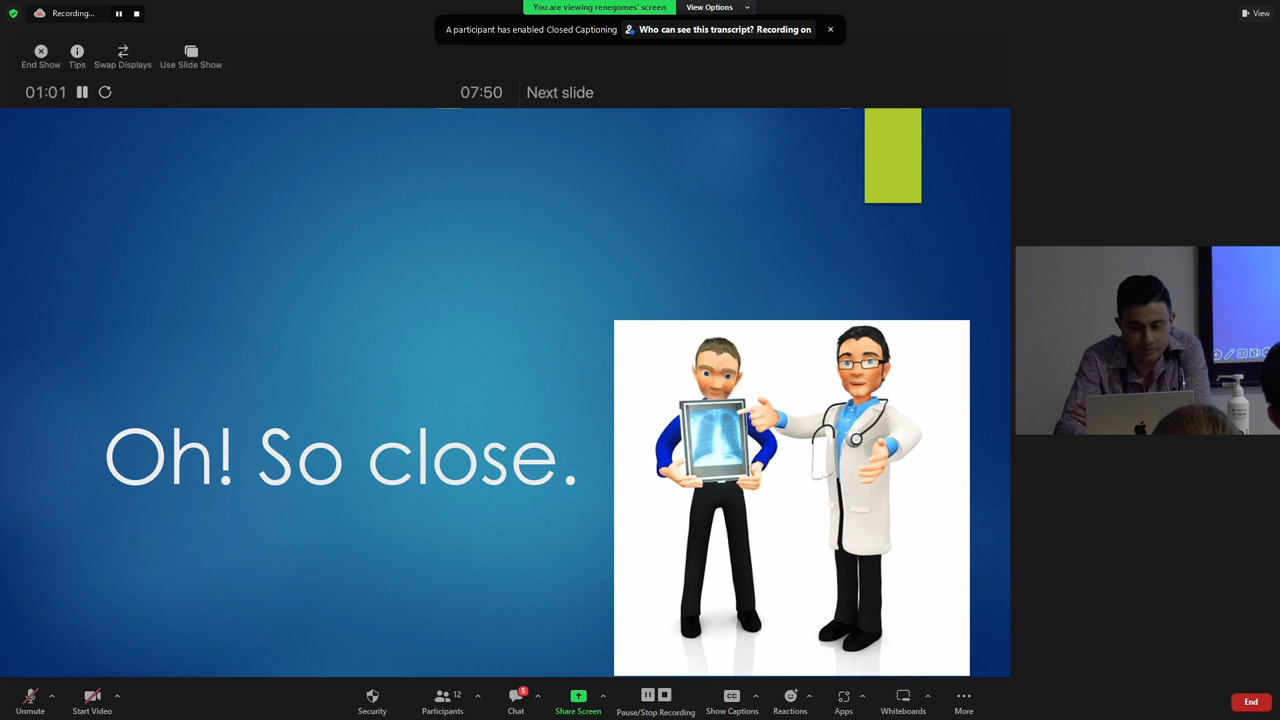 Recording...
You are viewing renegomes' screen
View Options
A participant has enabled Closed Captioning
Who can see this transcript? Recording on
View
End Show
Tips
Swap Displays
Use Slide Show
01:01
07:50
Next slide
Oh! So close.
Unmute
Start Video
Security
Participants
12
Chat
5
Share Screen
Pause/Stop Recording
CC
Show Captions
Reactions
Apps
Whiteboards
More
End